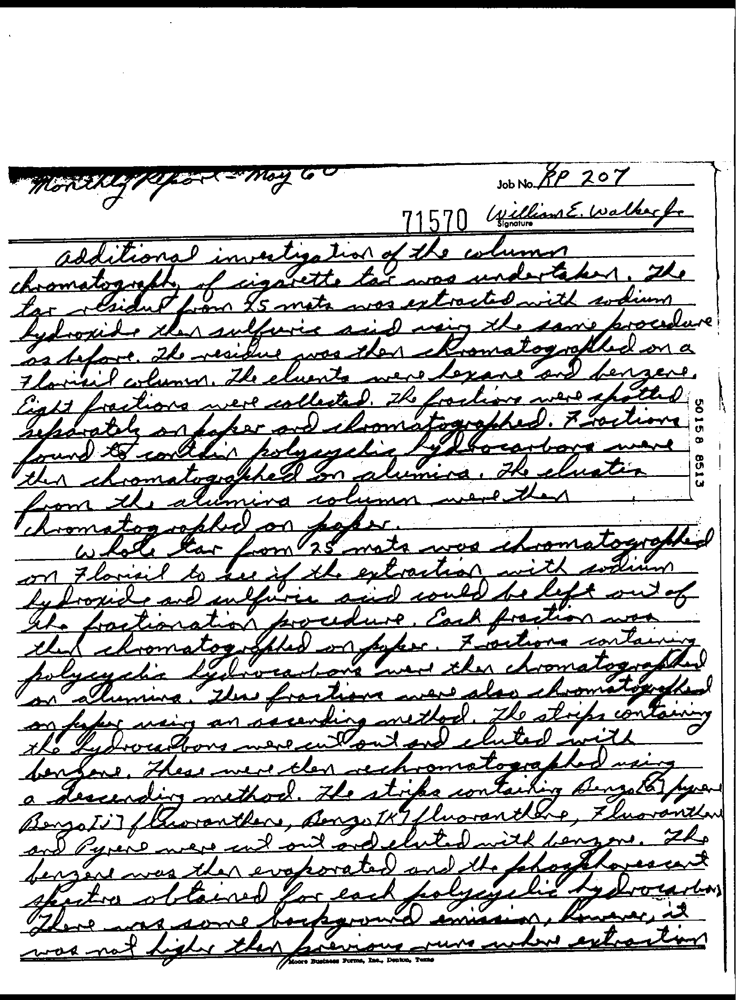 Monthly Report - May 60
Job No. RP 207
71570 William E. Walker Jr
Signature
Additional investigation of the column
chromatography of cigarette tar was undertaken. The
tar residue from 25 mats was extracted with sodium
hydroxide then sulfuric acid using the same procedure
as before. The residue was then chromatographed on a
Florisil column. The eluents were hexane and benzene.
Eight fractions were collected. The fractions were spotted
separately on paper and chromatographed. Fractions
found to contain polycyclic hydrocarbons were
then chromatographed on alumina. The eluatis
from the alumina column were then
chromatographed on paper.
Whole tar from 25 mats was chromatographed
on Florisil to see if the extraction with sodium
hydroxide and sulfuric acid could be left out of
the fractionation procedure. Each fraction was
then chromatographed on paper. Fractions containing
polycyclic hydrocarbons were then chromatographed
on alumina. These fractions were also chromatographed
on paper using an ascending method. The strips containing
the hydrocarbons were cut out and eluted with
benzene. These were then rechromatographed using
a descending method. The strips containing Benzo[a]pyrene
Benzo[j] fluoranthene, Benzo[k] fluoranthene, Fluoranthene
and Pyrene were cut out and eluted with benzene. The
benzene was then evaporated and the phosphorescent
spectra obtained for each polycyclic hydrocarbon,
There was some background emission, however, it
was not higher than previous runs where extraction
Moore Business Forms, Inc., Denton, Texas
50158 8513